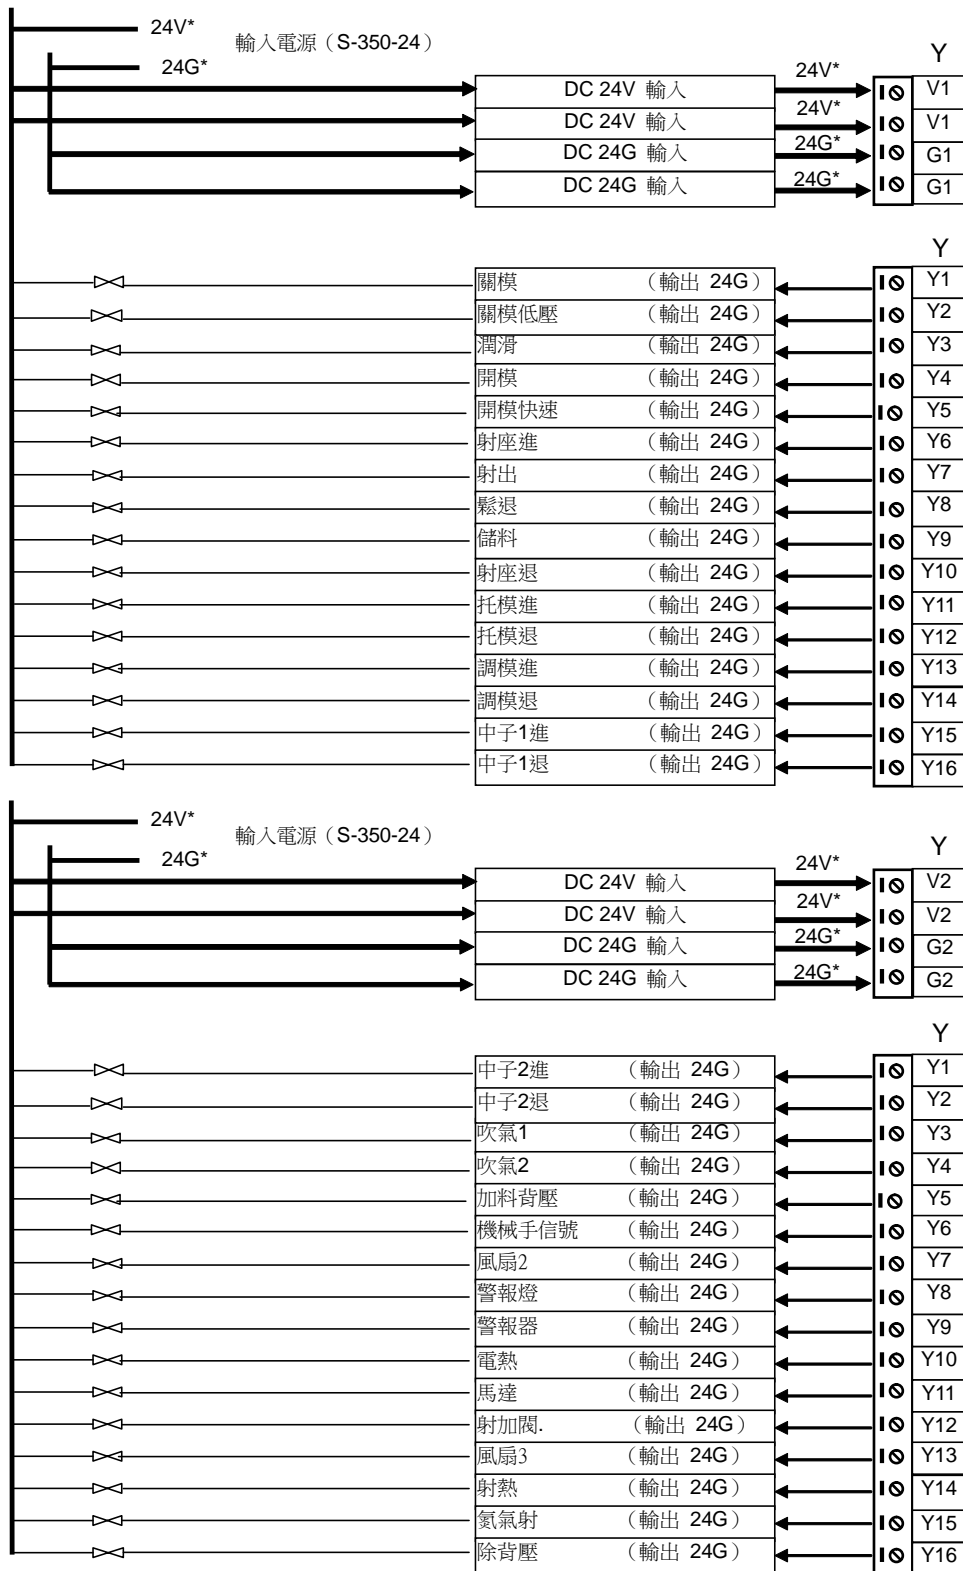 24V*
輸入電源（S-350-24）
24G*
Y
DC 24V 輸入 24V* V1
DC 24V 輸入 24V* V1
DC 24G 輸入 24G* G1
DC 24G 輸入 24G* G1
Y
關模 （輸出 24G） Y1
關模低壓 （輸出 24G） Y2
潤滑 （輸出 24G） Y3
開模 （輸出 24G） Y4
開模快速 （輸出 24G） Y5
射座進 （輸出 24G） Y6
射出 （輸出 24G） Y7
鬆退 （輸出 24G） Y8
儲料 （輸出 24G） Y9
射座退 （輸出 24G） Y10
托模進 （輸出 24G） Y11
托模退 （輸出 24G） Y12
調模進 （輸出 24G） Y13
調模退 （輸出 24G） Y14
中子1進 （輸出 24G） Y15
中子1退 （輸出 24G） Y16
24V*
輸入電源（S-350-24）
24G*
Y
DC 24V 輸入 24V* V2
DC 24V 輸入 24V* V2
DC 24G 輸入 24G* G2
DC 24G 輸入 24G* G2
Y
中子2進 （輸出 24G） Y1
中子2退 （輸出 24G） Y2
吹氣1 （輸出 24G） Y3
吹氣2 （輸出 24G） Y4
加料背壓 （輸出 24G） Y5
機械手信號 （輸出 24G） Y6
風扇2 （輸出 24G） Y7
警報燈 （輸出 24G） Y8
警報器 （輸出 24G） Y9
電熱 （輸出 24G） Y10
馬達 （輸出 24G） Y11
射加閥. （輸出 24G） Y12
風扇3 （輸出 24G） Y13
射熱 （輸出 24G） Y14
氮氣射 （輸出 24G） Y15
除背壓 （輸出 24G） Y16